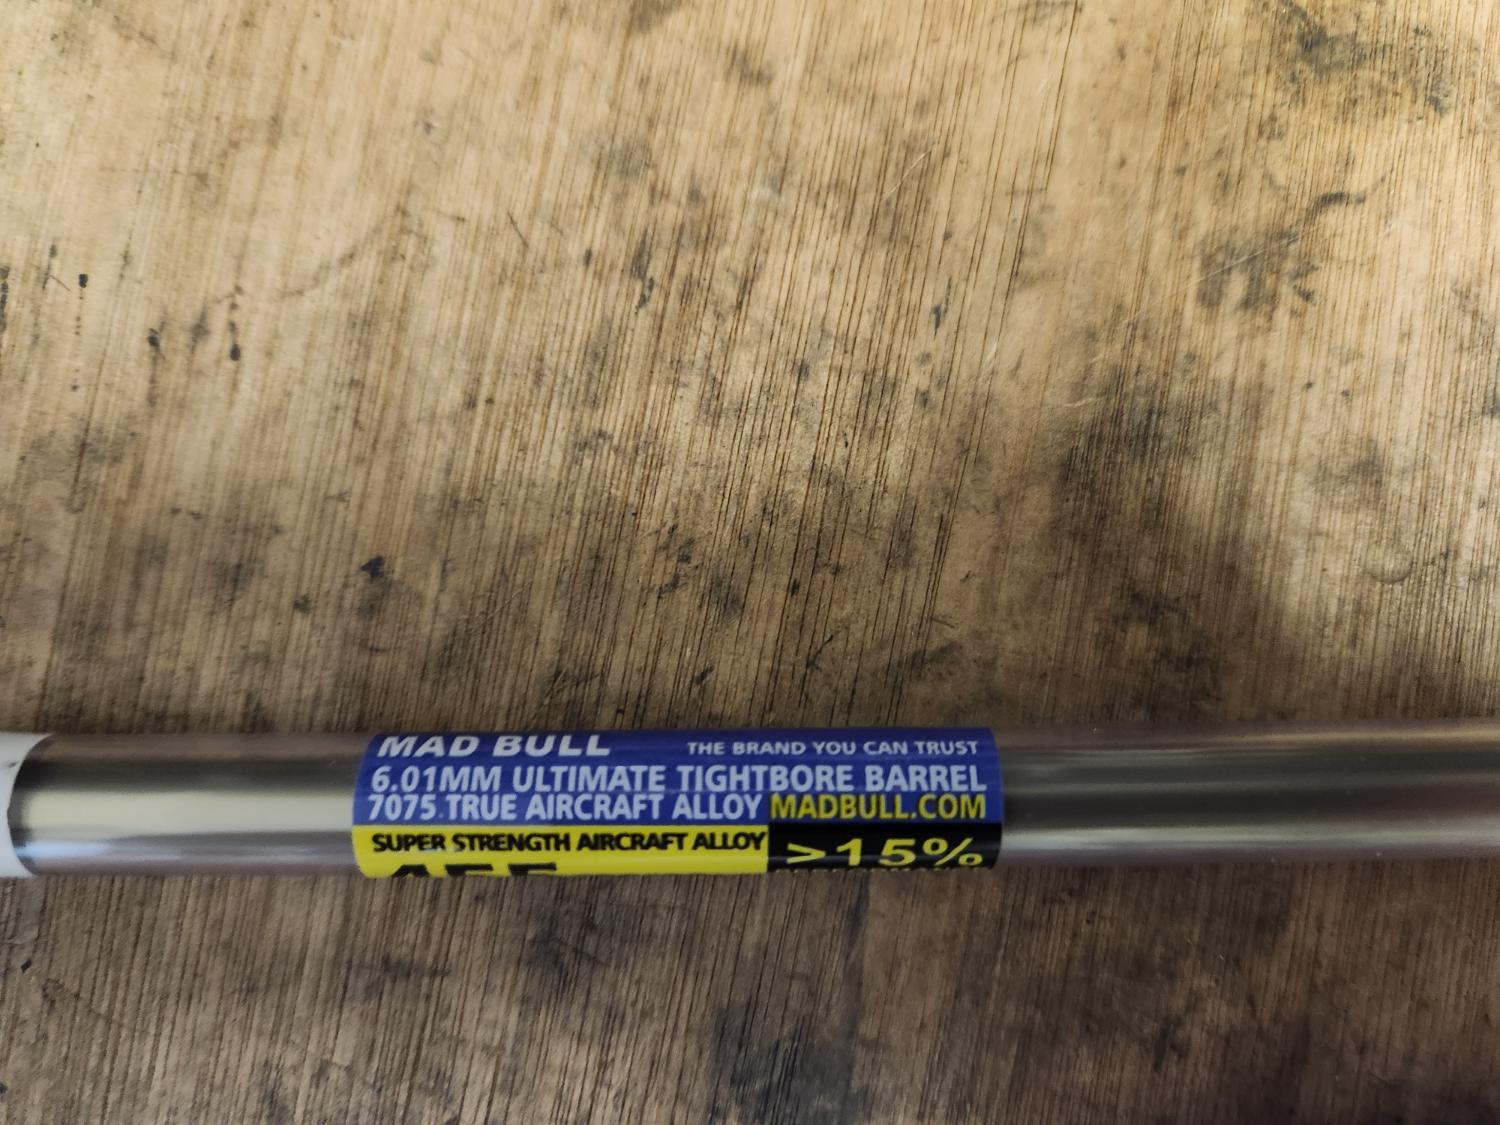 MAD BULL THE BRAND YOU CAN TRUST
6.01MM ULTIMATE TIGHTBORE BARREL
7075 TRUE AIRCRAFT ALLOY MADBULL.COM
SUPER STRENGTH AIRCRAFT ALLOY
>15%